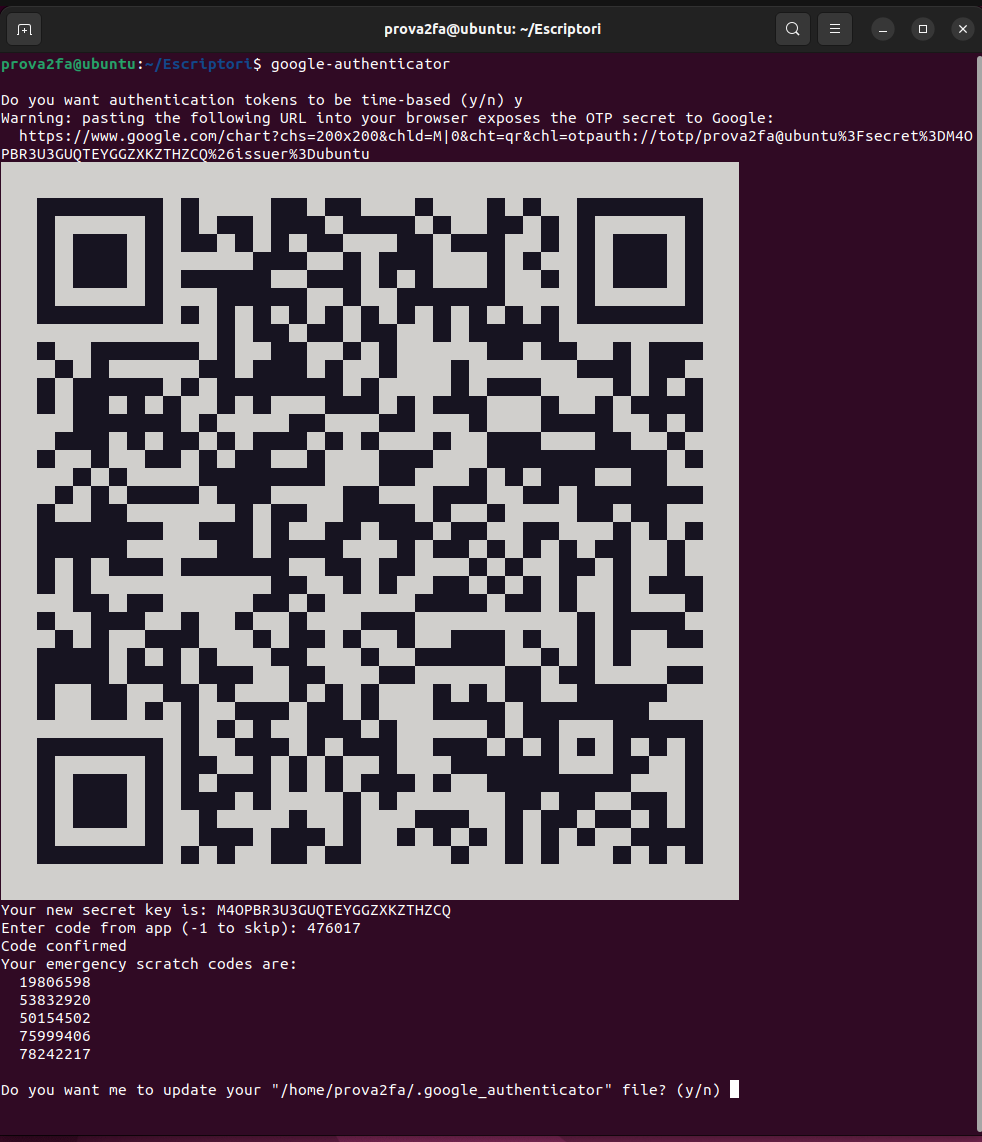 prova2fa@ubuntu: ~/Escriptori
prova2fa@ubuntu:~/Escriptori$ google-authenticator
Do you want authentication tokens to be time-based (y/n) y
Warning: pasting the following URL into your browser exposes the OTP secret to Google:
https://www.google.com/chart?chs=200x200&chld=M|0&cht=qr&chl=otpauth://totp/prova2fa@ubuntu%3Fsecret%3DM4O
PBR3U3GUQTEYGGZXKZTHZCQ%26issuer%3Dubuntu
Your new secret key is: M4OPBR3U3GUQTEYGGZXKZTHZCQ
Enter code from app (-1 to skip): 476017
Code confirmed
Your emergency scratch codes are:
19806598
53832920
50154502
75999406
78242217
Do you want me to update your "/home/prova2fa/.google_authenticator" file? (y/n)